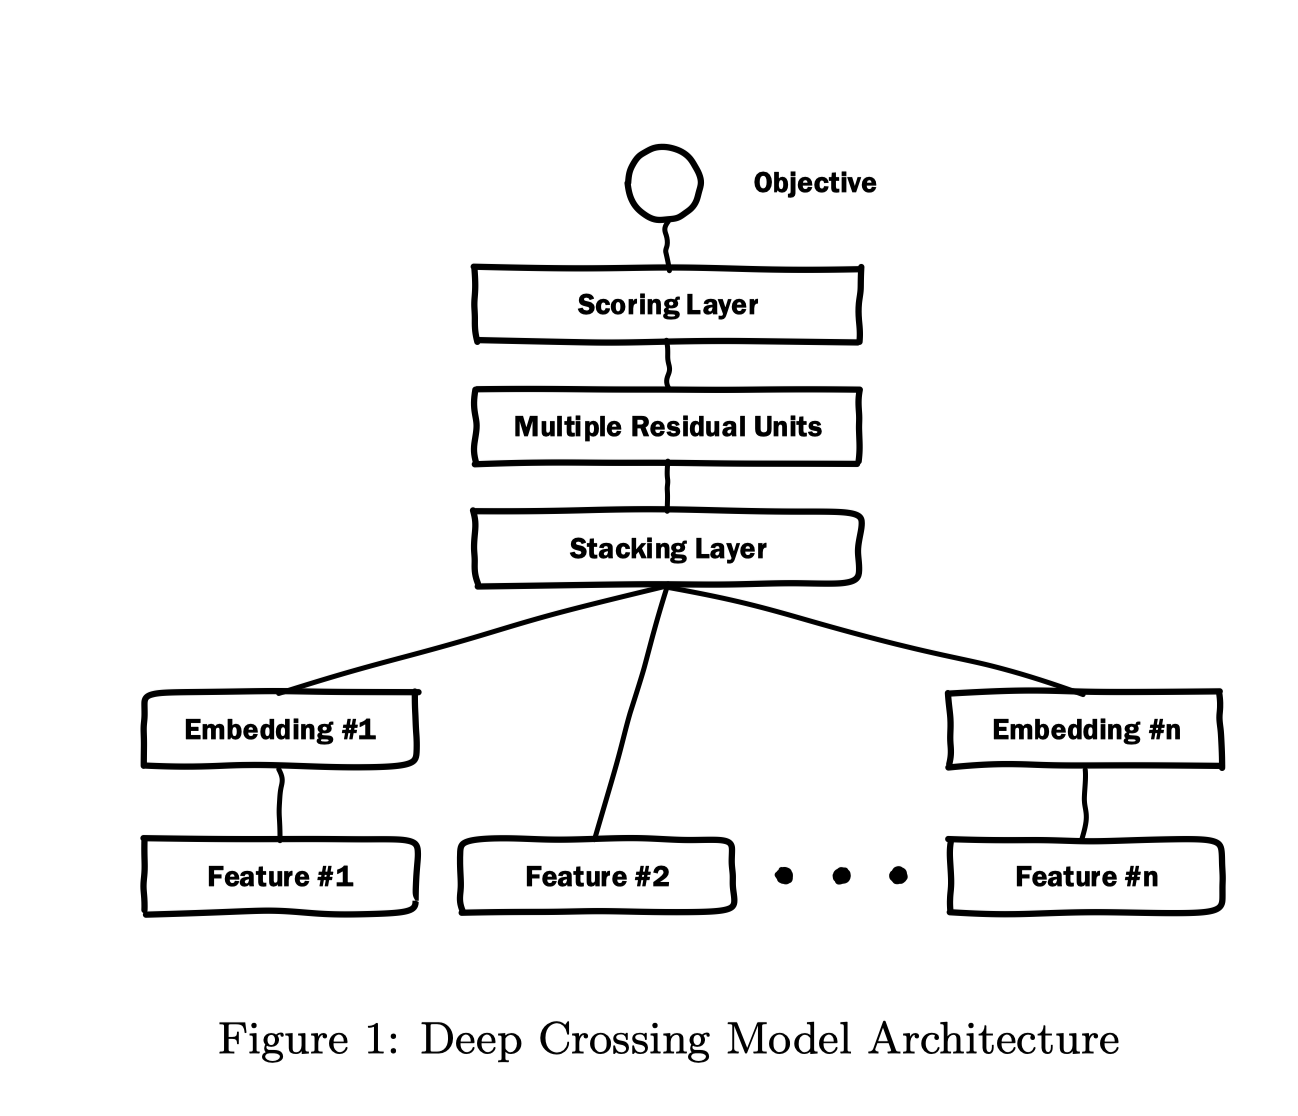 Objective
Scoring Layer
Multiple Residual Units
Stacking Layer
Embedding #1
Embedding #n
Feature #1
Feature #2
Feature #n
Figure 1: Deep Crossing Model Architecture